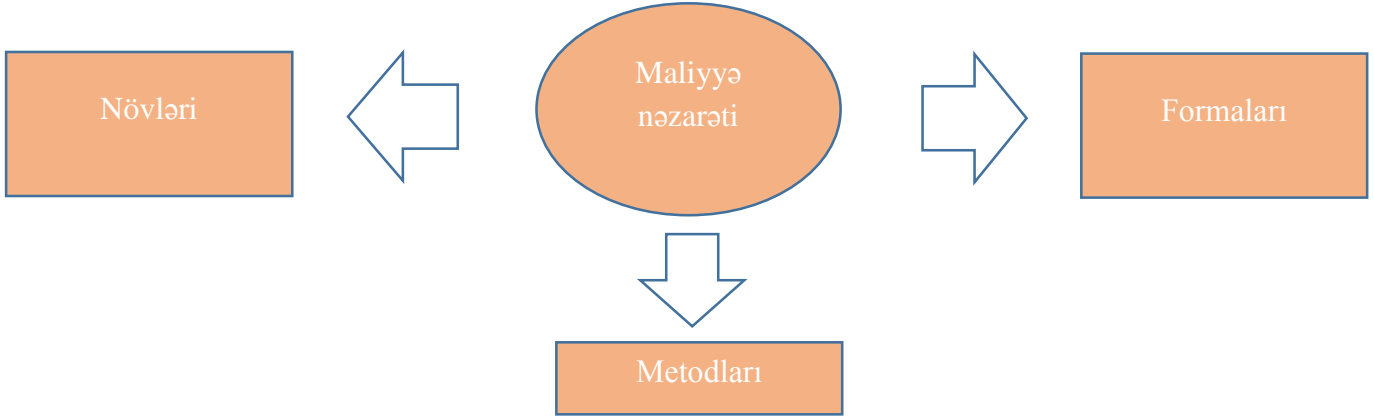 Maliyyə
nəzarəti
Növləri
Formaları
Metodları